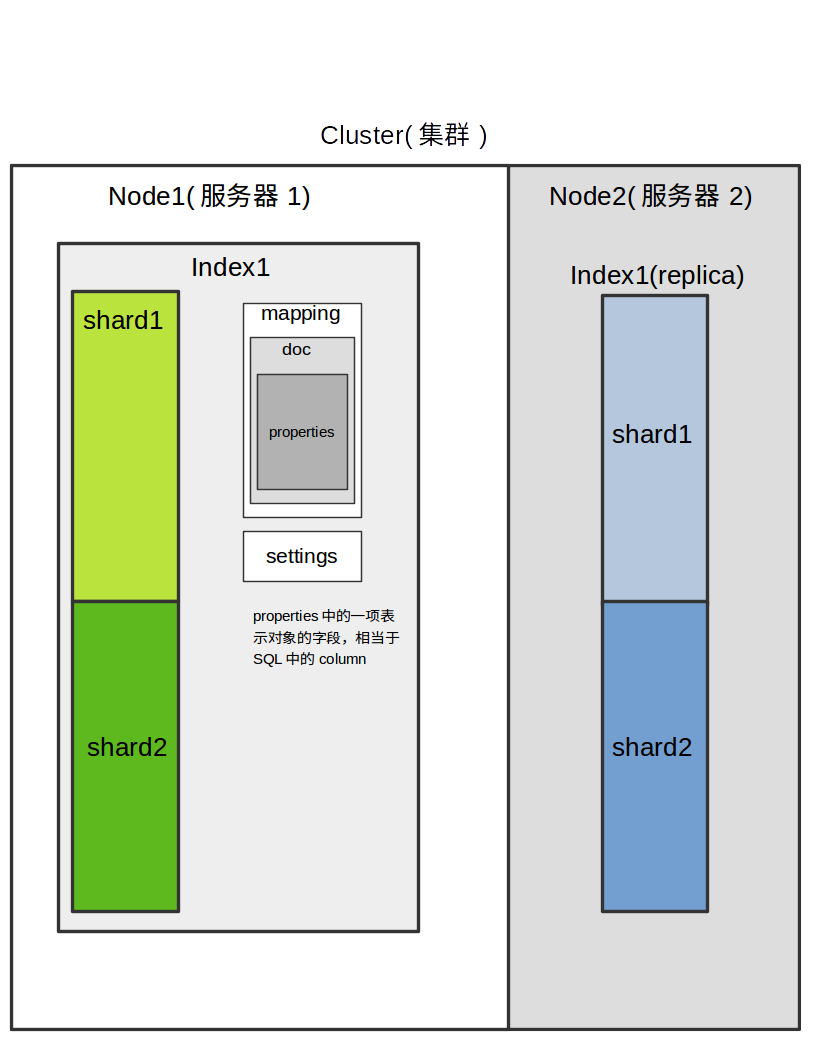 Cluster( 集群 )
Node1( 服务器 1)
Index1
shard1
mapping
doc
properties
settings
properties 中的一项表
示对象的字段，相当于
SQL 中的 column
shard2
Node2( 服务器 2)
Index1(replica)
shard1
shard2